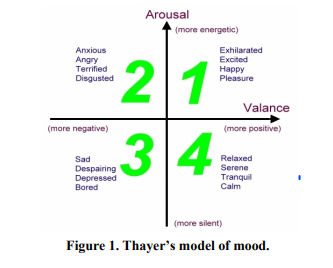 Arousal
(more energetic)
Anxious
Angry
Terrified
Disgusted
2
1
Exhilarated
Excited
Happy
Pleasure
Valance
(more negative)
(more positive)
Sad
Despairing
Depressed
Bored
3
4
Relaxed
Serene
Tranquil
Calm
(more silent)
Figure 1. Thayer's model of mood.